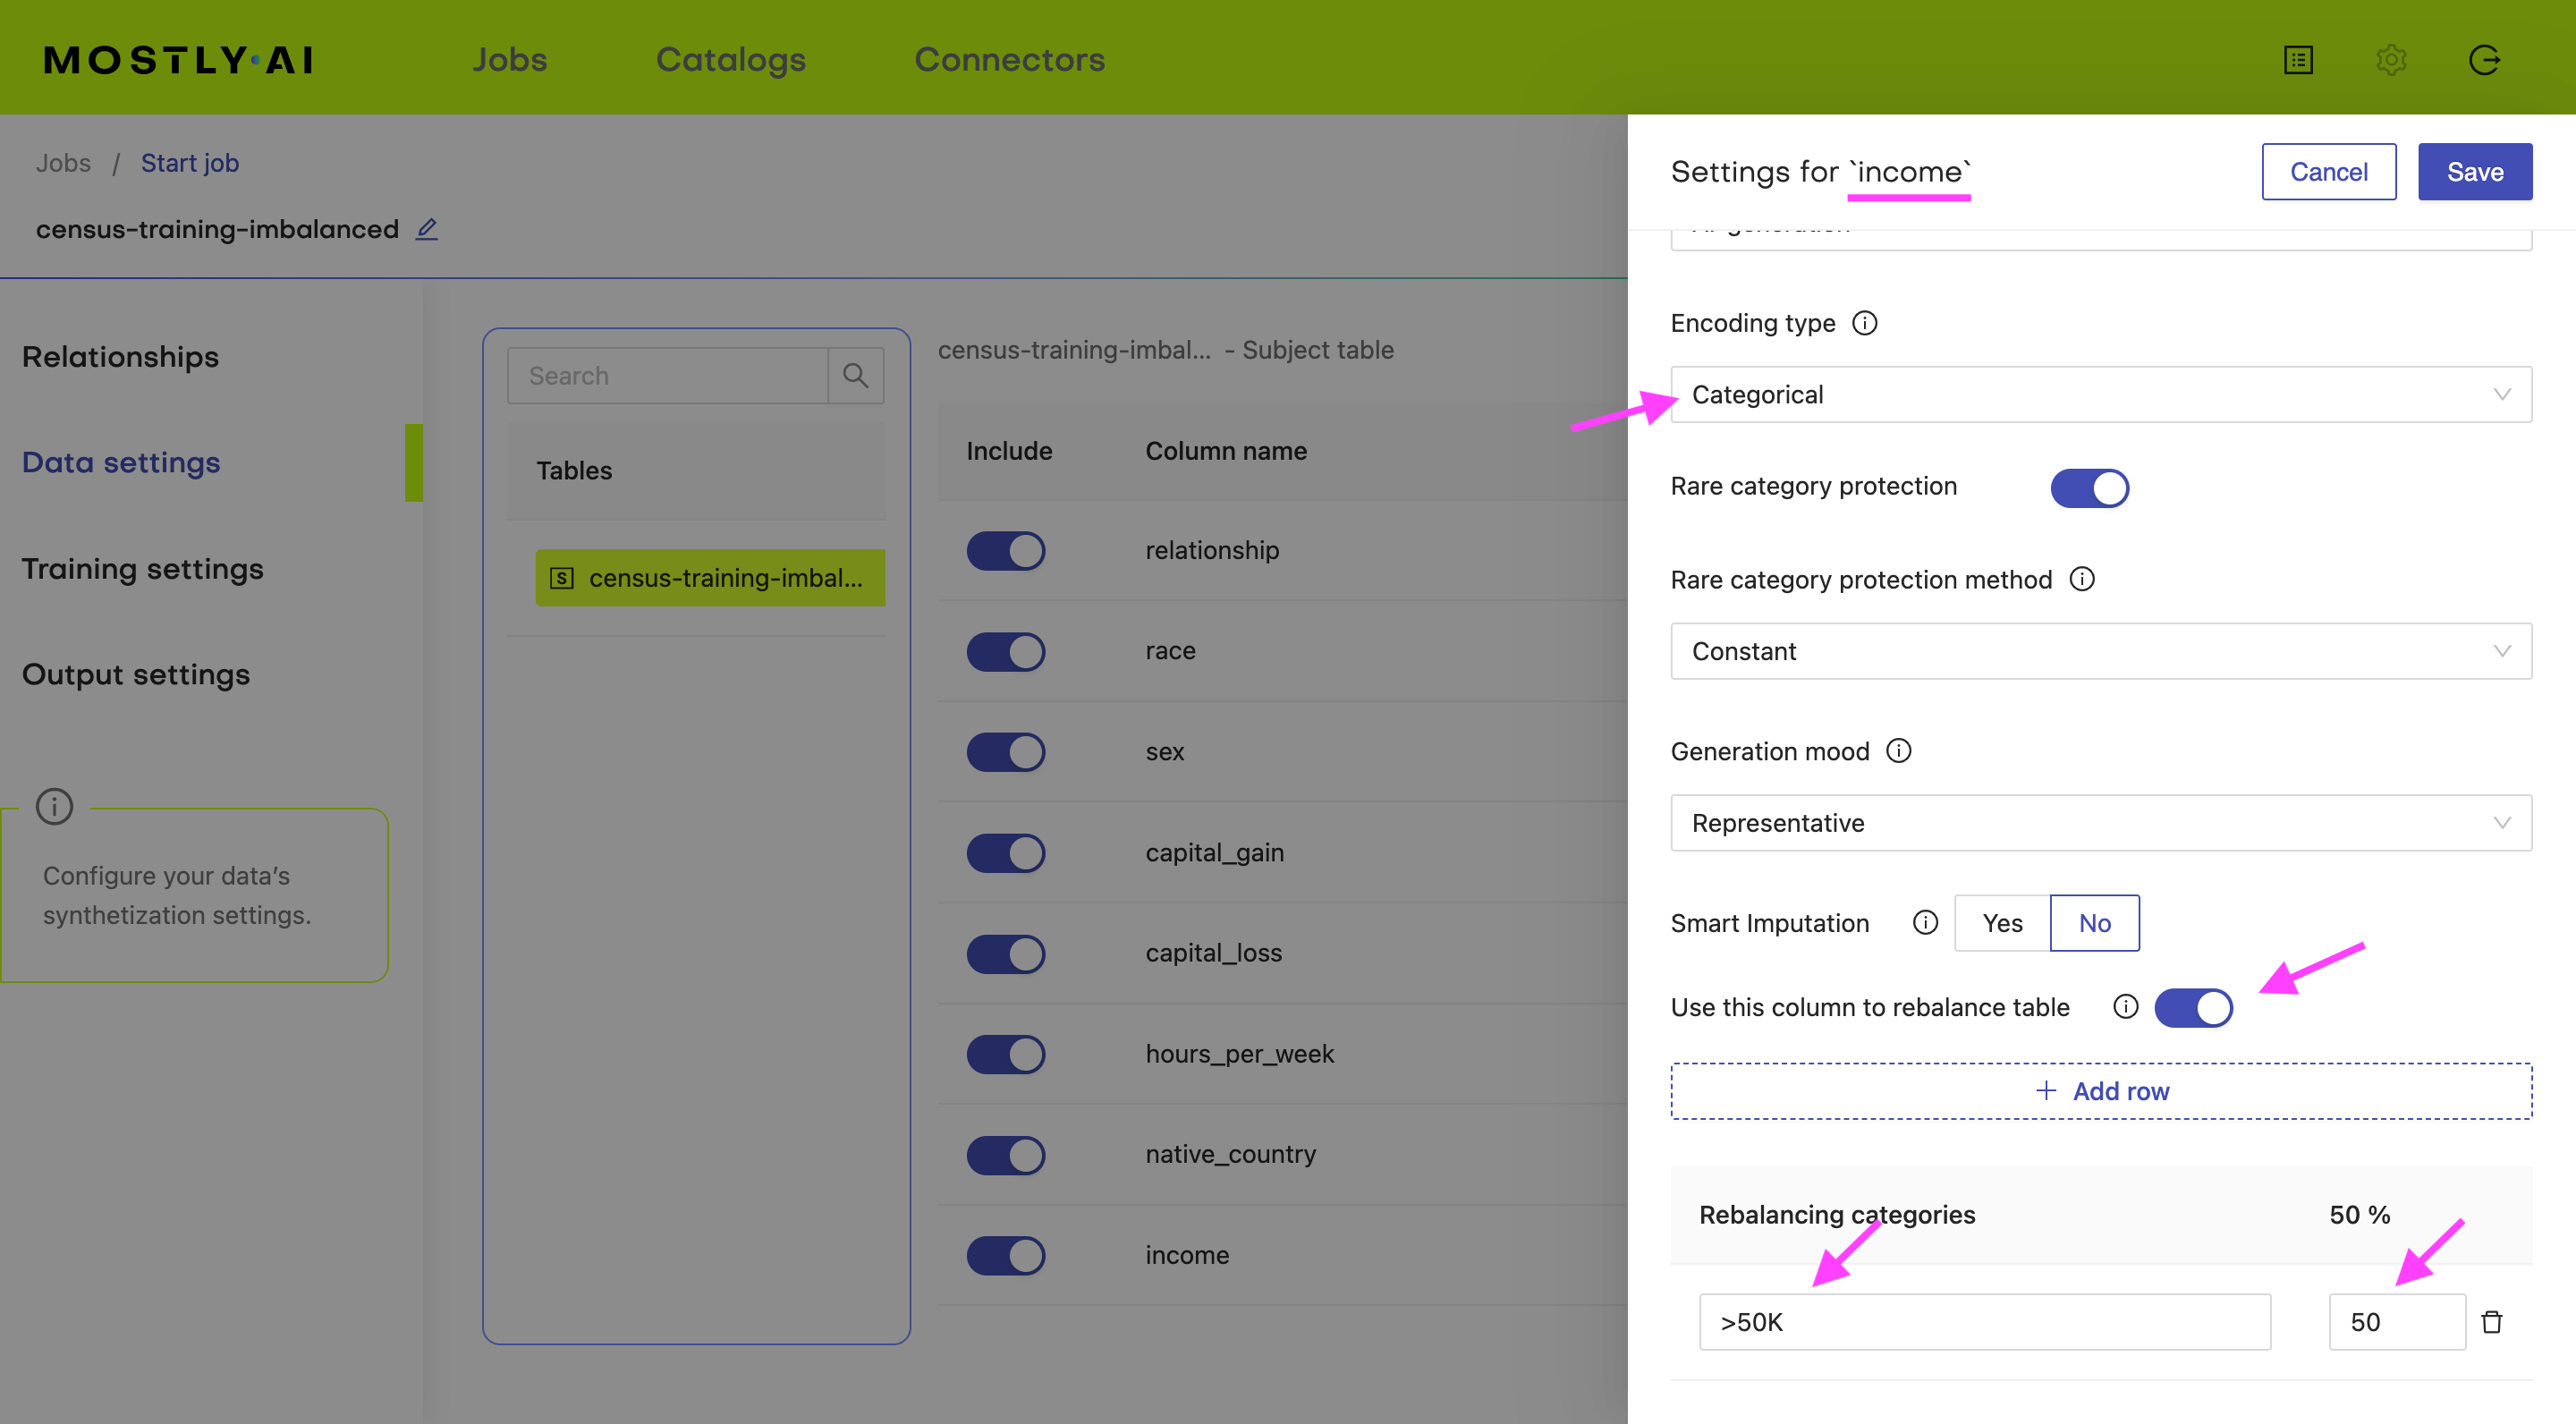 MOSTLY·AI
Jobs
Catalogs
Connectors
Jobs / Start job
census-training-imbalanced
Relationships
Data settings
Training settings
Output settings
Configure your data’s
synthetization settings.
Search
Tables
S census-training-imbal...
census-training-imbal... - Subject table
Include Column name
relationship
race
sex
capital_gain
capital_loss
hours_per_week
native_country
income
Settings for `income`
Cancel
Save
AI generation
Encoding type
Categorical
Rare category protection
Rare category protection method
Constant
Generation mood
Representative
Smart Imputation Yes No
Use this column to rebalance table
+ Add row
Rebalancing categories 50 %
>50K 50